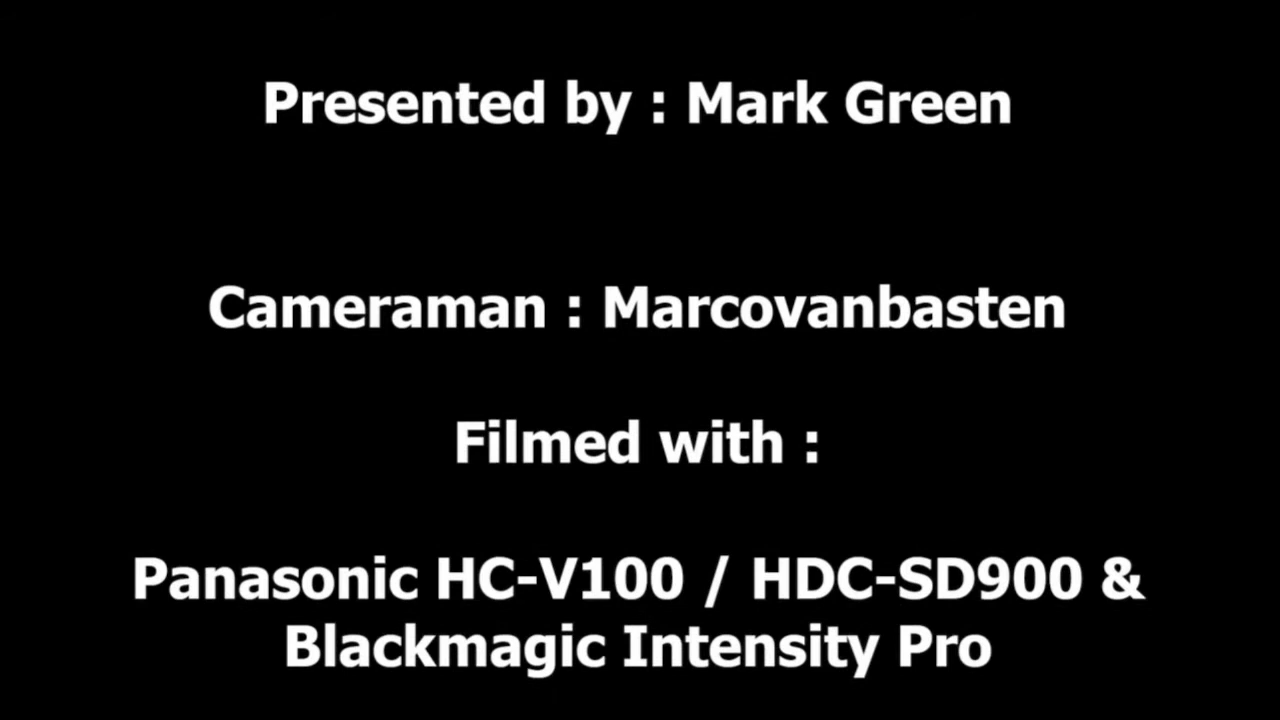 Presented by : Mark Green
Cameraman : Marcovanbasten
Filmed with :
Panasonic HC-V100 / HDC-SD900 &
Blackmagic Intensity Pro